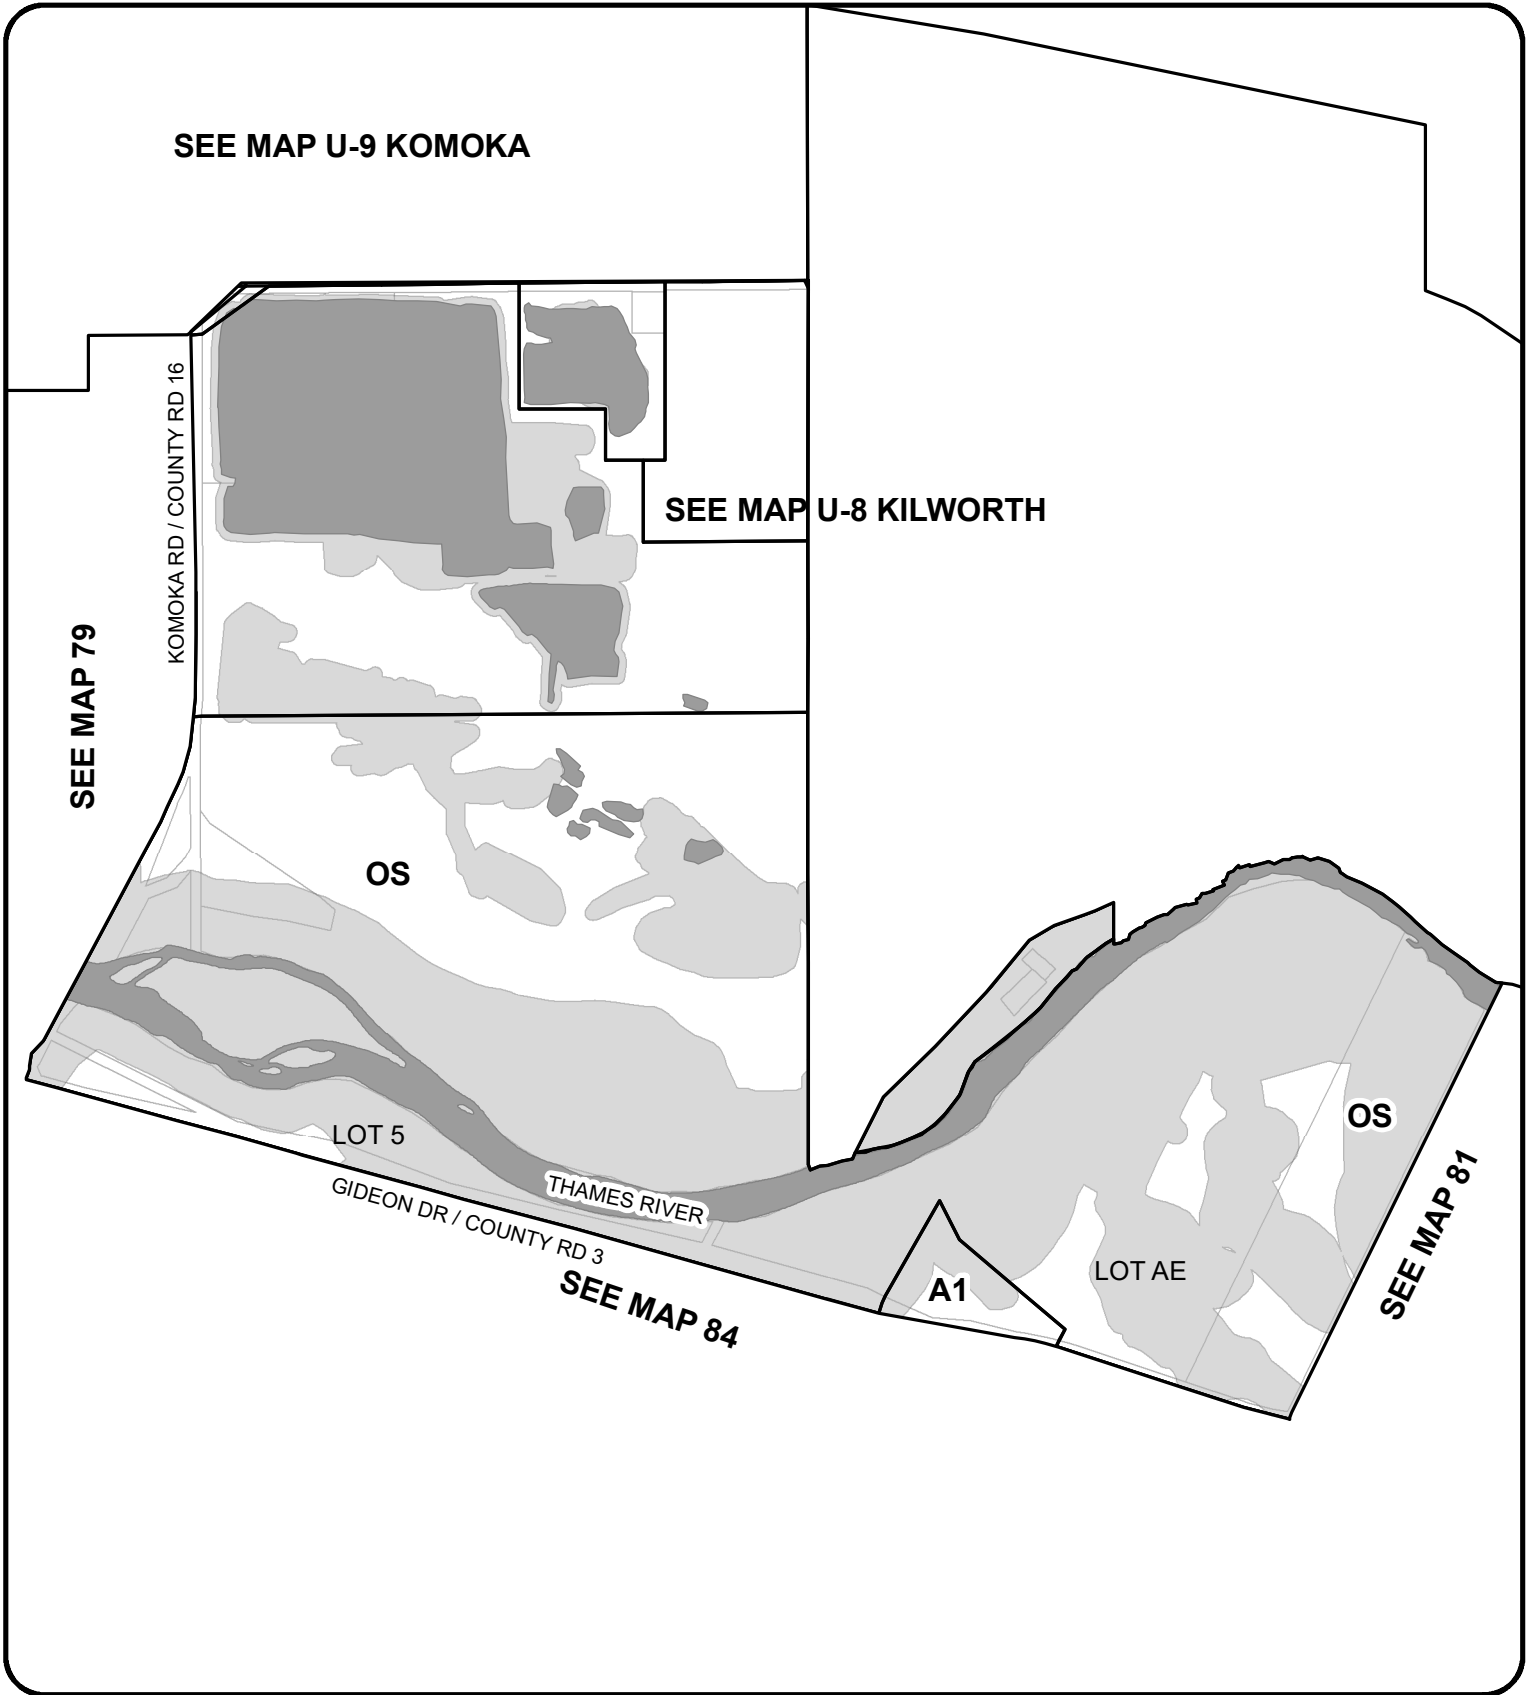 SEE MAP U-9 KOMOKA
KOMOKA RD / COUNTY RD 16
SEE MAP U-8 KILWORTH
SEE MAP 79
OS
LOT 5
THAMES RIVER
GIDEON DR / COUNTY RD 3
SEE MAP 84
A1
LOT AE
OS
SEE MAP 81